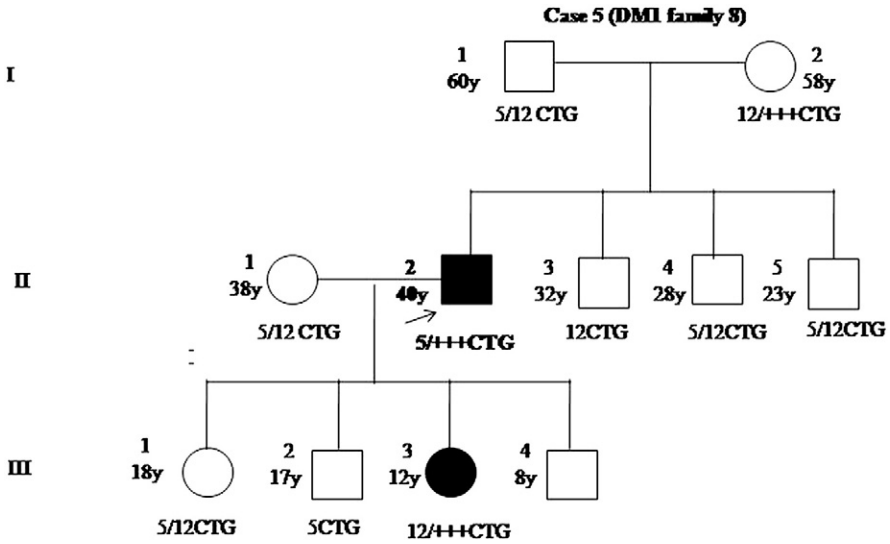 Case 5 (DM1 family 8)
I
1
60y
5/12 CTG
2
58y
12/+++CTG
II
1
38y
5/12 CTG
2
40y
5/+++CTG
3
32y
12CTG
4
28y
5/12CTG
5
23y
5/12CTG
III
1
18y
5/12CTG
2
17y
5CTG
3
12y
12/+++CTG
4
8y